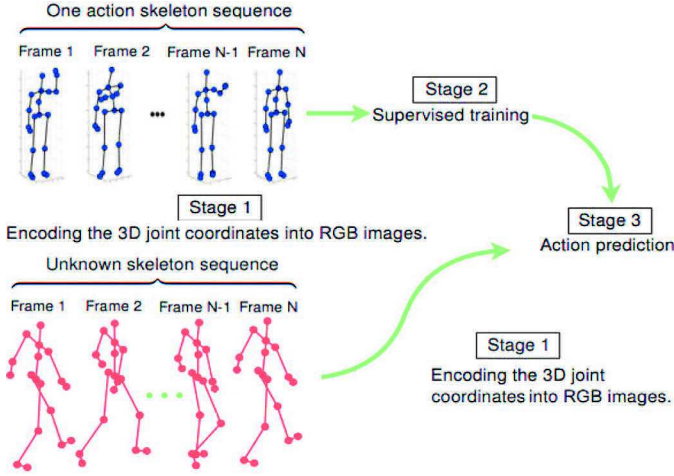 One action skeleton sequence
Frame 1 Frame 2 Frame N-1 Frame N
Stage 2
Supervised training
Stage 1
Encoding the 3D joint coordinates into RGB images.
Stage 3
Action prediction
Unknown skeleton sequence
Frame 1 Frame 2 Frame N-1 Frame N
Stage 1
Encoding the 3D joint
coordinates into RGB images.